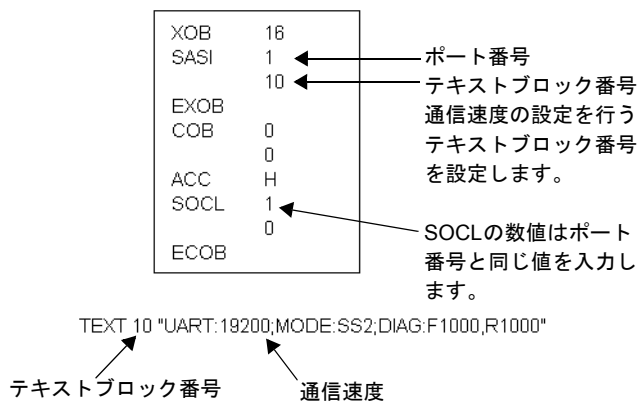 XOB 16
SASI 1
10
EXOB
COB 0
0
ACC H
SOCL 1
0
ECOB
ポート番号
テキストブロック番号
通信速度の設定を行う
テキストブロック番号
を設定します。
SOCLの数値はポート
番号と同じ値を入力し
ます。
TEXT 10 "UART:19200;MODE:SS2;DIAG:F1000,R1000"
テキストブロック番号
通信速度